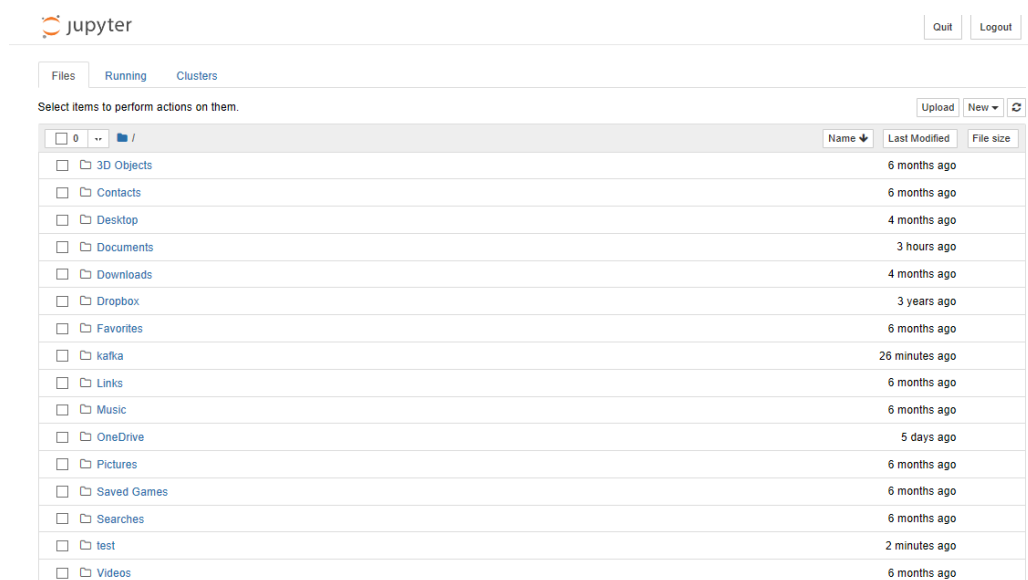 jupyter Quit Logout
Files Running Clusters
Select items to perform actions on them. Upload New
0 / Name Last Modified File size
3D Objects 6 months ago
Contacts 6 months ago
Desktop 4 months ago
Documents 3 hours ago
Downloads 4 months ago
Dropbox 3 years ago
Favorites 6 months ago
kafka 26 minutes ago
Links 6 months ago
Music 6 months ago
OneDrive 5 days ago
Pictures 6 months ago
Saved Games 6 months ago
Searches 6 months ago
test 2 minutes ago
Videos 6 months ago